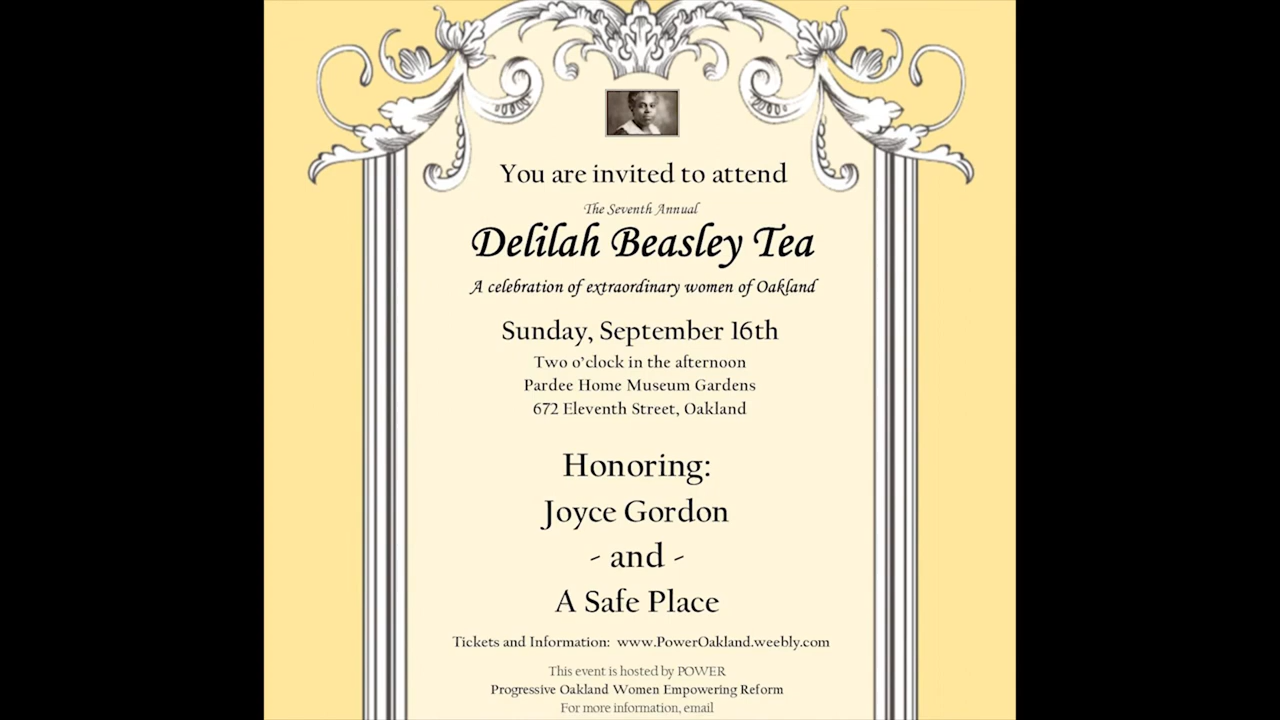 You are invited to attend
The Seventh Annual
Delilah Beasley Tea
A celebration of extraordinary women of Oakland
Sunday, September 16th
Two o'clock in the afternoon
Pardee Home Museum Gardens
672 Eleventh Street, Oakland
Honoring:
Joyce Gordon
- and -
A Safe Place
Tickets and Information: www.PowerOakland.weebly.com
This event is hosted by POWER
Progressive Oakland Women Empowering Reform
For more information, email